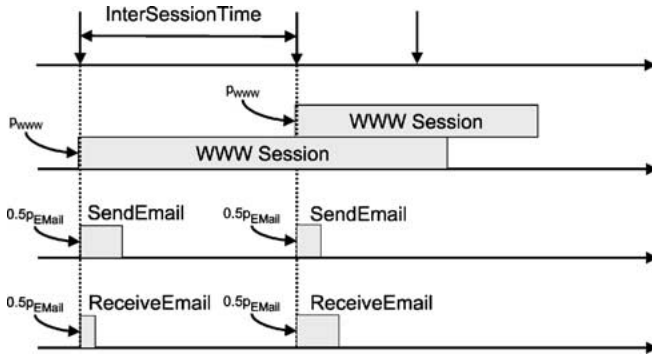 InterSessionTime
pWWW
WWW Session
pWWW
WWW Session
0.5pEMail SendEmail 0.5pEMail SendEmail
0.5pEMail ReceiveEmail 0.5pEMail ReceiveEmail